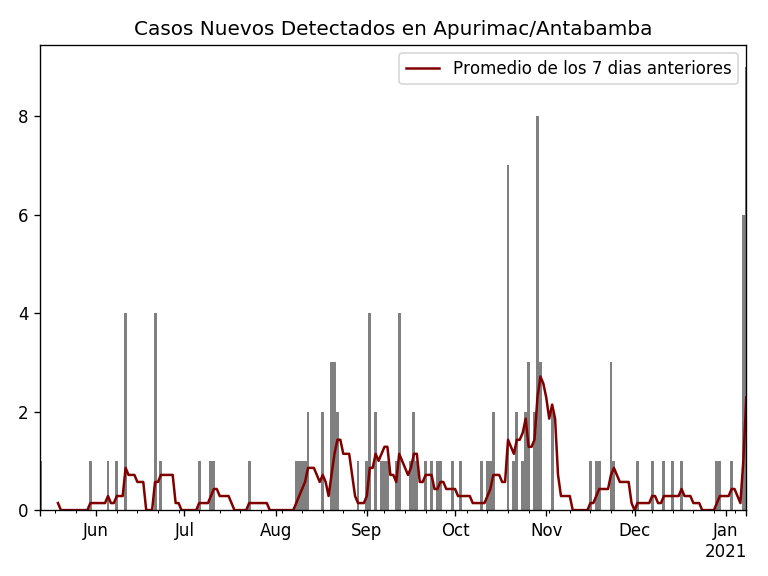 Casos Nuevos Detectados en Apurimac/Antabamba
Promedio de los 7 dias anteriores
8
6
4
2
0
Jun Jul Aug Sep Oct Nov Dec Jan
2021